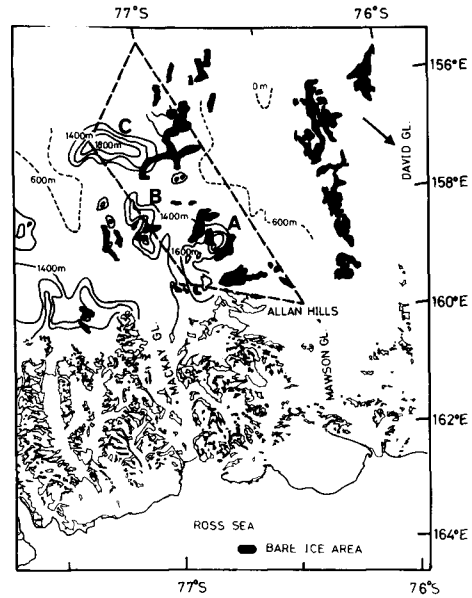 77°S 76°S
156°E
0m
DAVID GL.
C
1400m
1800m
158°E
600m
B
1400m
A
600m
1600m
1400m
160°E
ALLAN HILLS
MACKAY GL.
MAWSON GL.
162°E
164°E
ROSS SEA
BARE ICE AREA
77°S 76°S